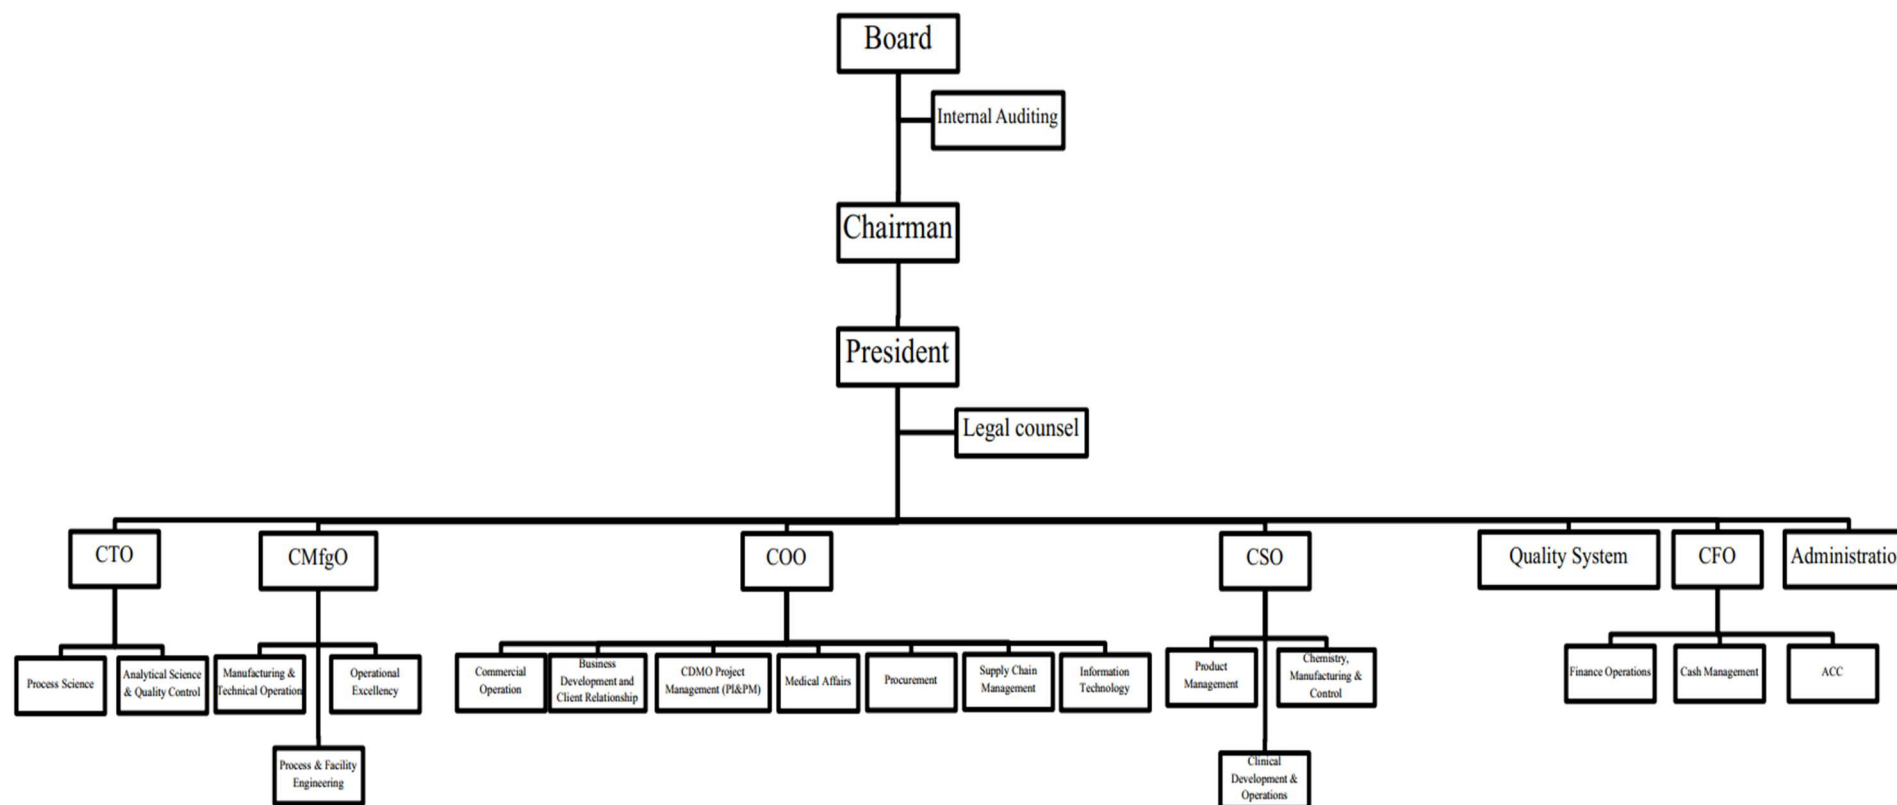 Board
Internal Auditing
Chairman
President
Legal counsel
CTO
CMfgO
COO
CSO
Quality System
CFO
Administratio
Process Science
Analytical Science
& Quality Control
Manufacturing &
Technical Operation
Operational
Excellency
Commercial
Operation
Business
Development and
Client Relationship
CDMO Project
Management (PI&PM)
Medical Affairs
Procurement
Supply Chain
Management
Information
Technology
Product
Management
Chemistry,
Manufacturing &
Control
Finance Operations
Cash Management
ACC
Process & Facility
Engineering
Clinical
Development &
Operations